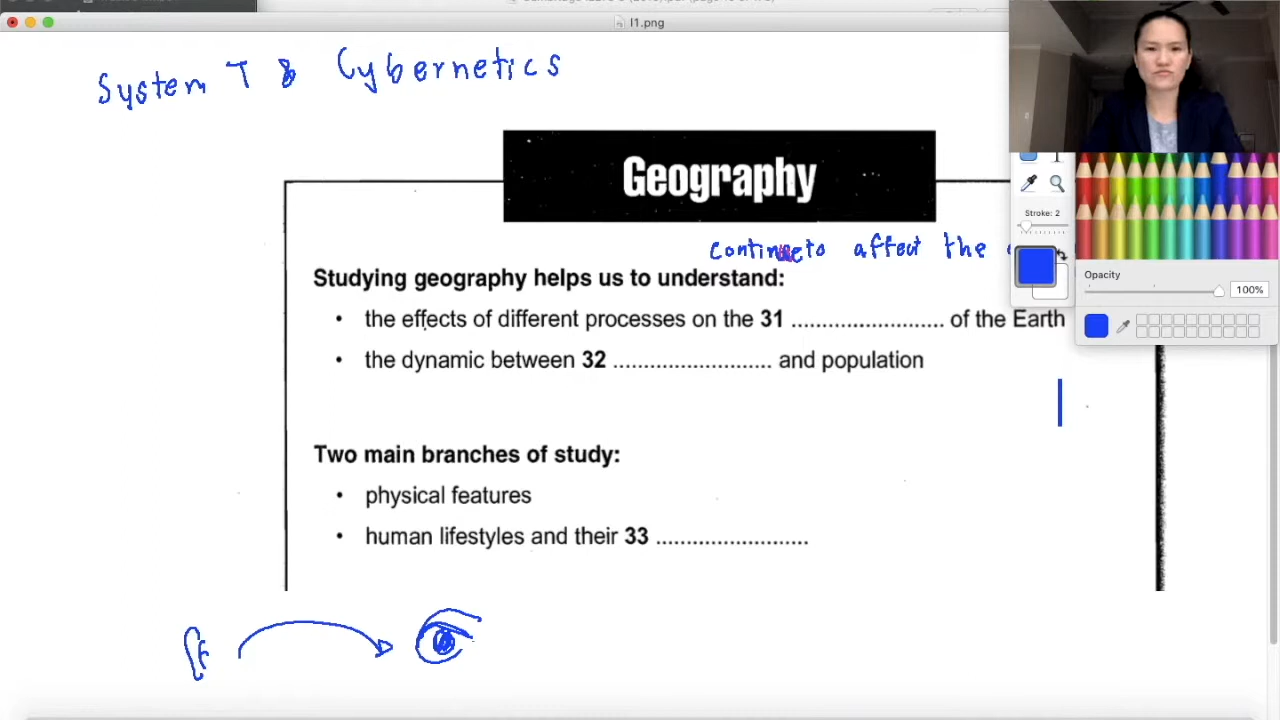 l1.png
System T & Cybernetics
Geography
continueto affect the
Studying geography helps us to understand:
• the effects of different processes on the 31 ........................ of the Earth
• the dynamic between 32 ......................... and population
Two main branches of study:
• physical features
• human lifestyles and their 33 ........................
Stroke: 2
Opacity
100%